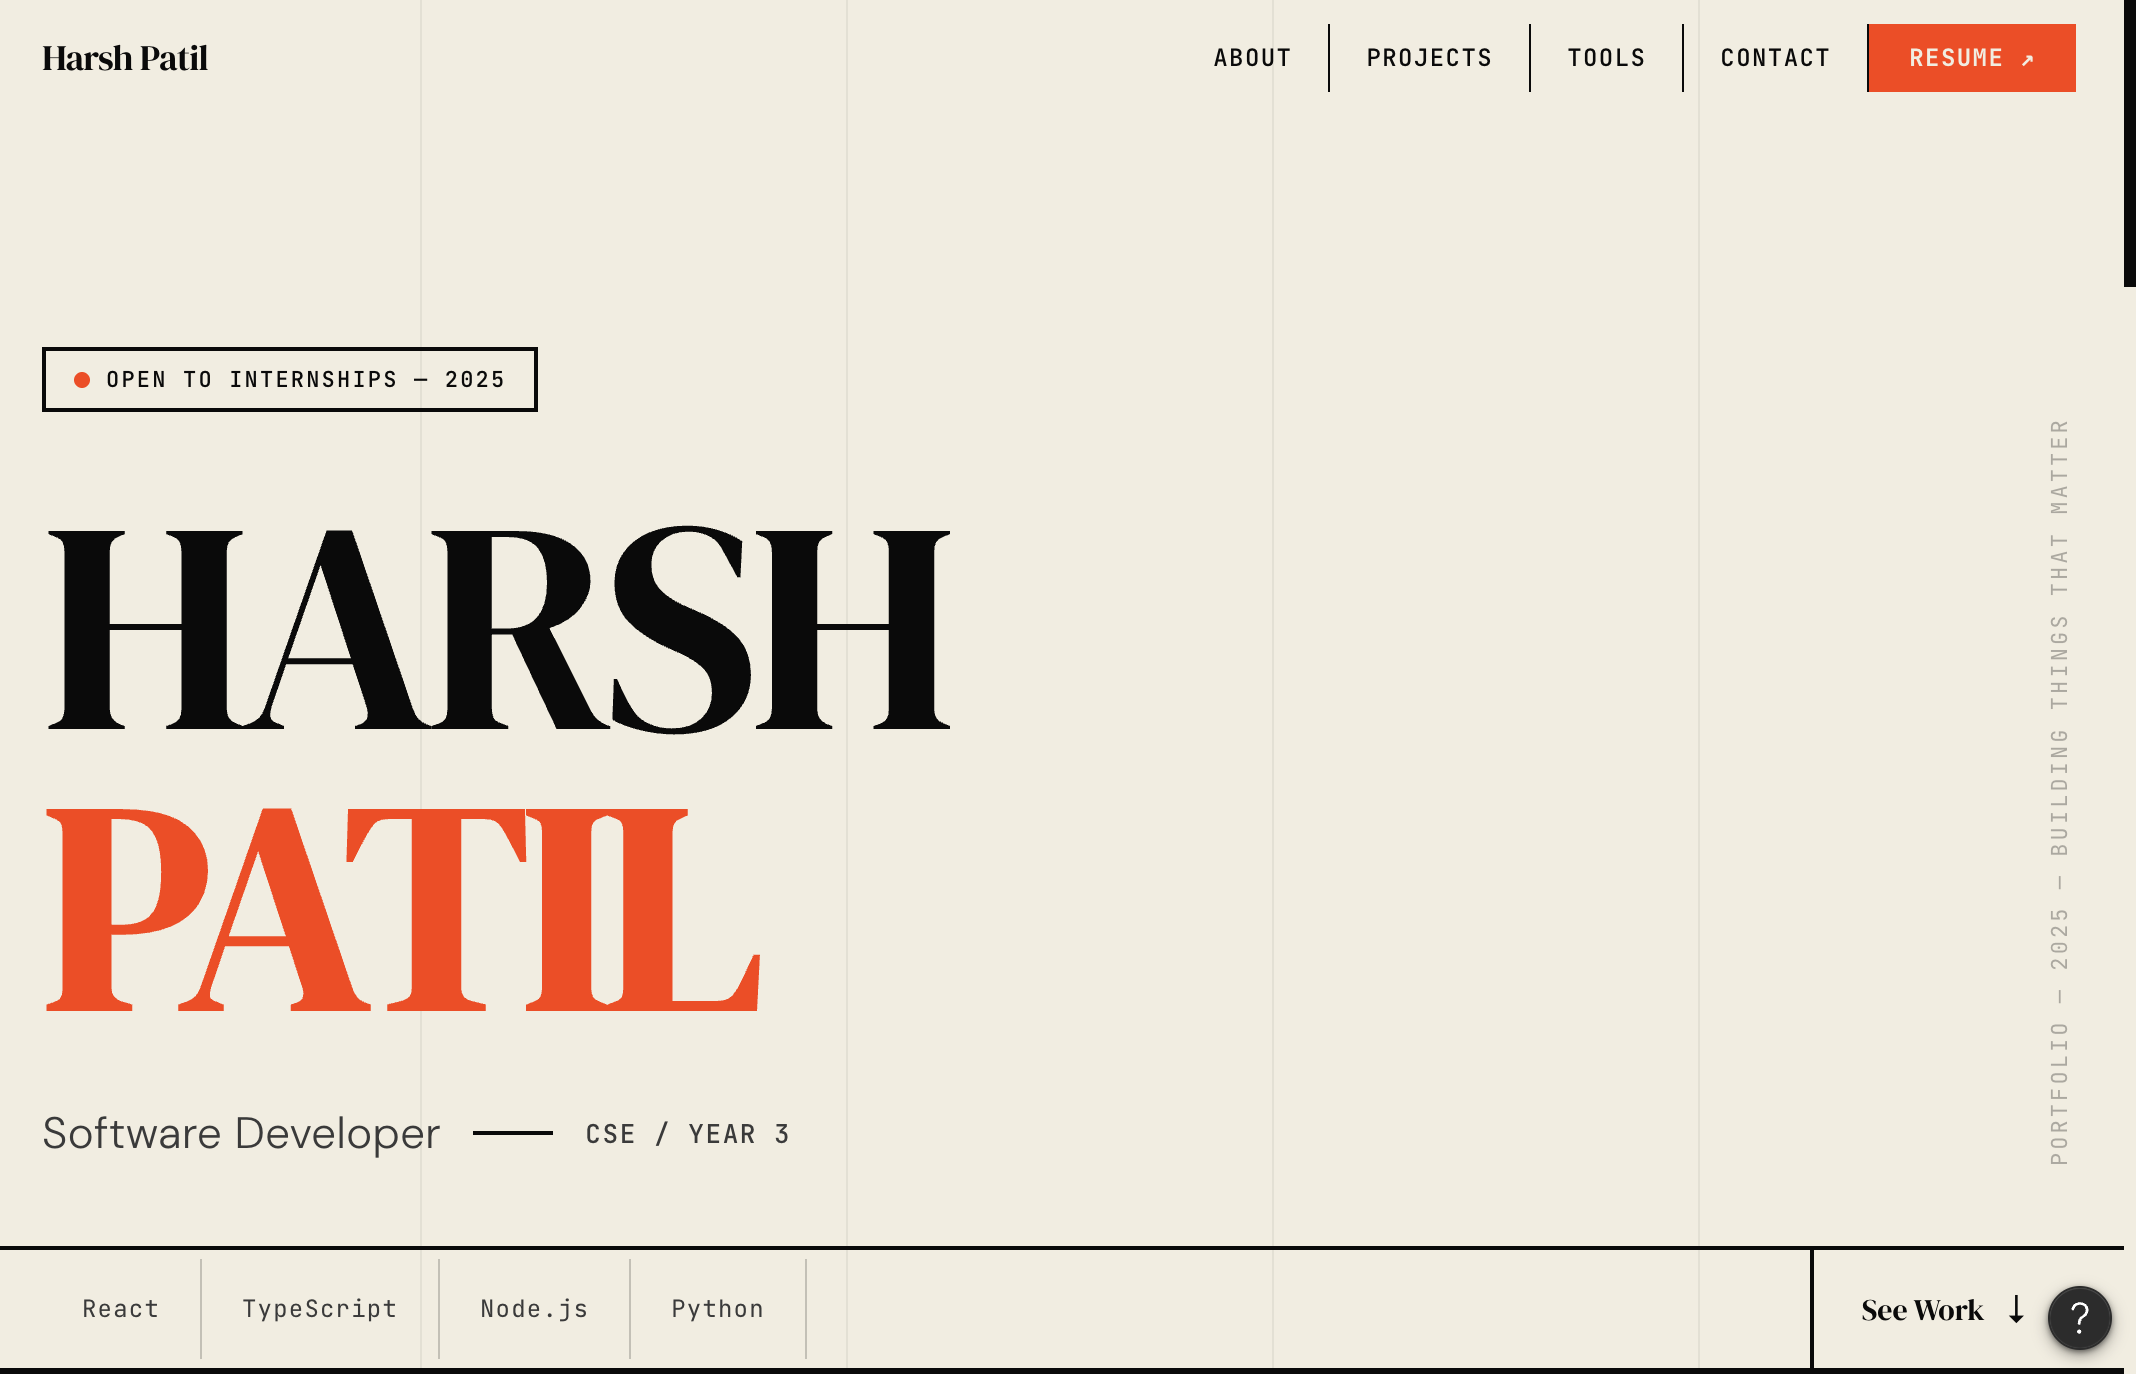 Harsh Patil
ABOUT
PROJECTS
TOOLS
CONTACT
RESUME ↗
OPEN TO INTERNSHIPS — 2025
HARSH
PATIL
Software Developer — CSE / YEAR 3
PORTFOLIO — 2025 — BUILDING THINGS THAT MATTER
React
TypeScript
Node.js
Python
See Work ↓
?